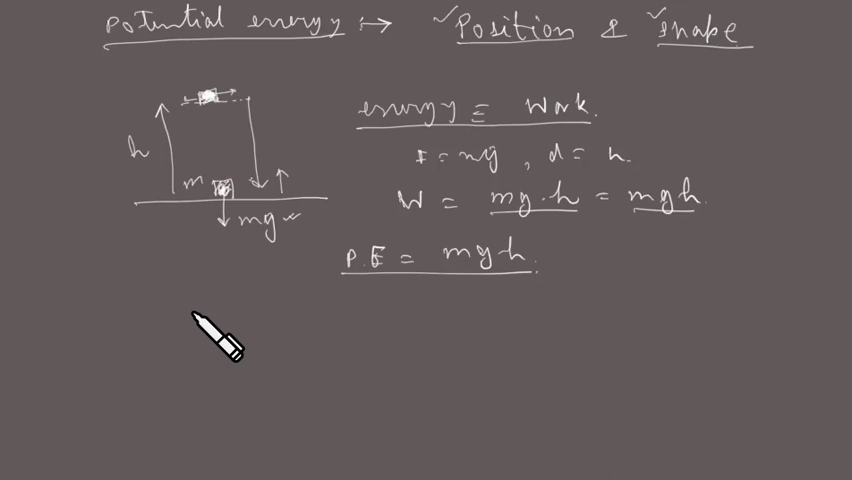 Potential energy → ✓Position & ✓Shape
energy ≡ Work.
h
F = mg , d = h.
m
W = mg·h = mgh.
mg
P.E = mgh.